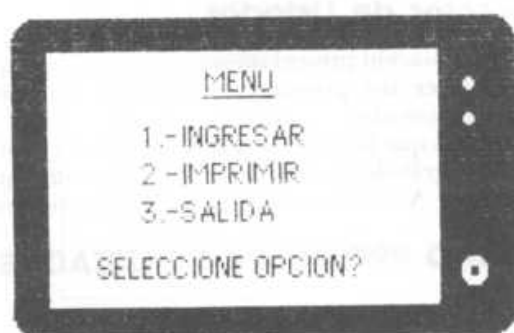 MENU
1.-INGRESAR
2.-IMPRIMIR
3.-SALIDA
SELECCIONE OPCION?